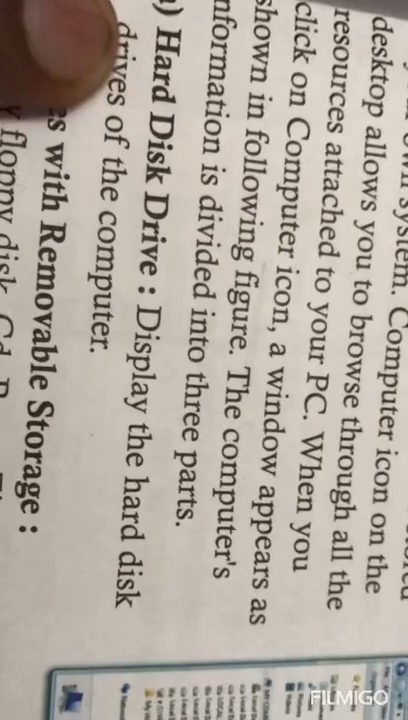 own system. Computer icon on the
desktop allows you to browse through all the
resources attached to your PC. When you
click on Computer icon, a window appears as
shown in following figure. The computer's
nformation is divided into three parts.
) Hard Disk Drive : Display the hard disk
drives of the computer.
s with Removable Storage :
floppy disk, Cd
FILMIGO